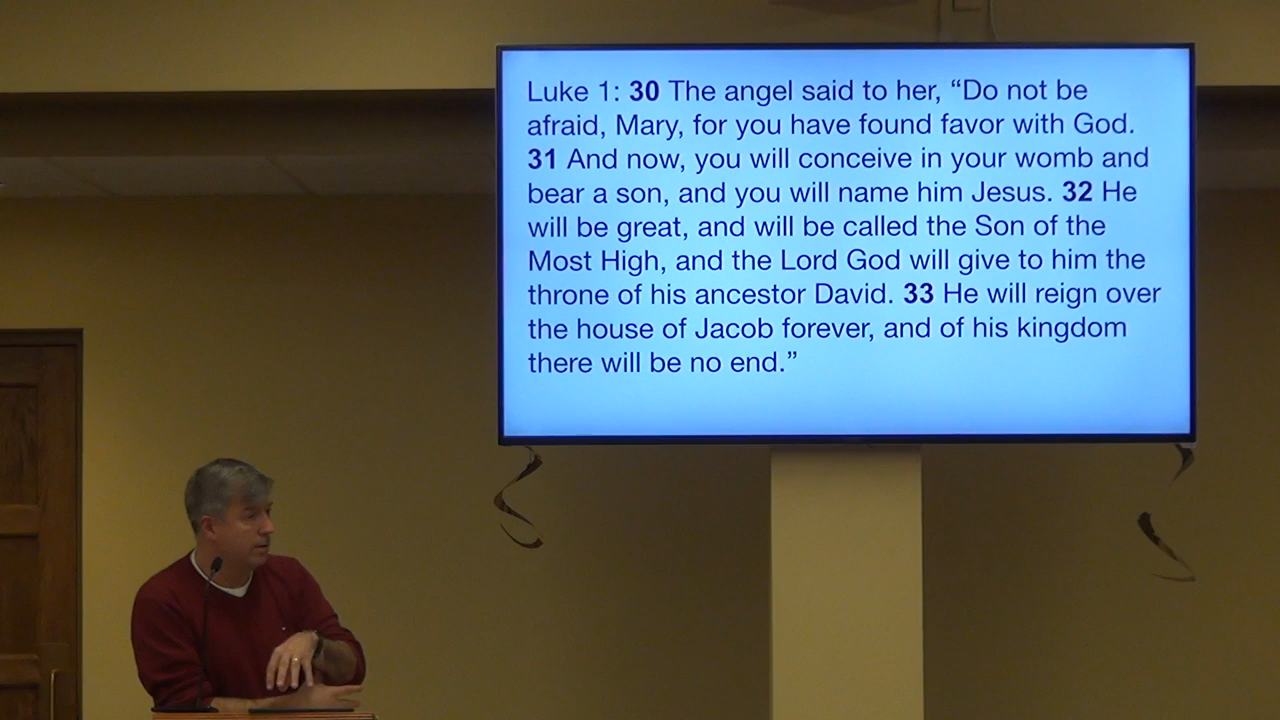 Luke 1: 30 The angel said to her, “Do not be
afraid, Mary, for you have found favor with God.
31 And now, you will conceive in your womb and
bear a son, and you will name him Jesus. 32 He
will be great, and will be called the Son of the
Most High, and the Lord God will give to him the
throne of his ancestor David. 33 He will reign over
the house of Jacob forever, and of his kingdom
there will be no end.”